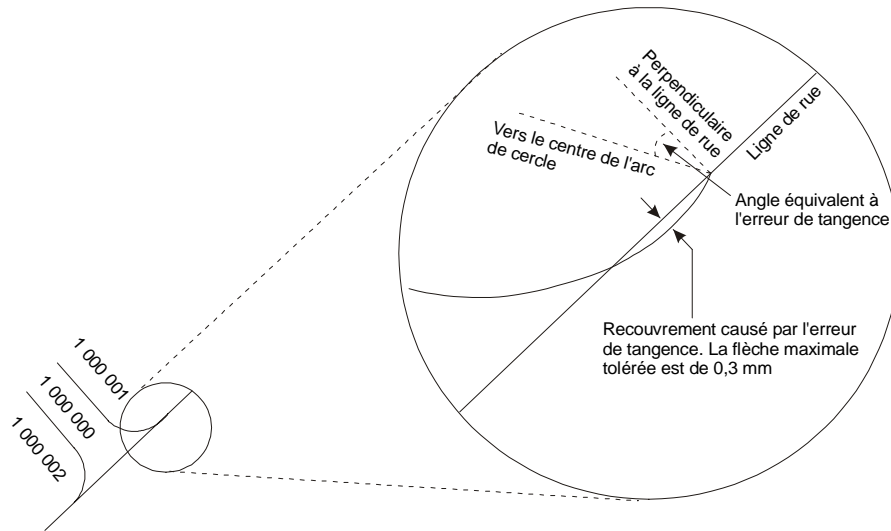 Perpendiculaire
à la ligne de rue
Ligne de rue
Vers le centre de l'arc
de cercle
Angle équivalent à
l'erreur de tangence
Recouvrement causé par l'erreur
de tangence. La flèche maximale
tolérée est de 0,3 mm
1 000 001
1 000 000
1 000 002